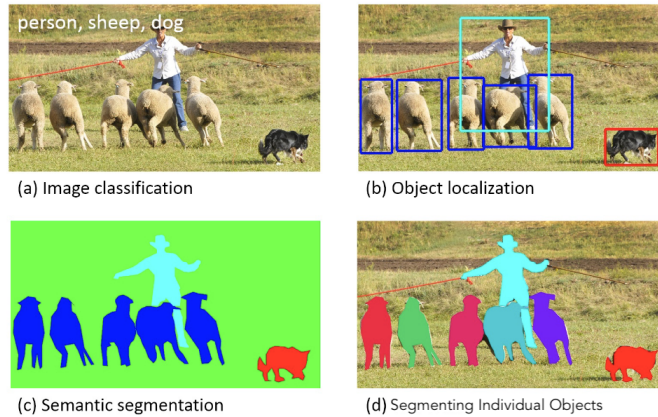 person, sheep, dog
(a) Image classification
(b) Object localization
(c) Semantic segmentation
(d) Segmenting Individual Objects